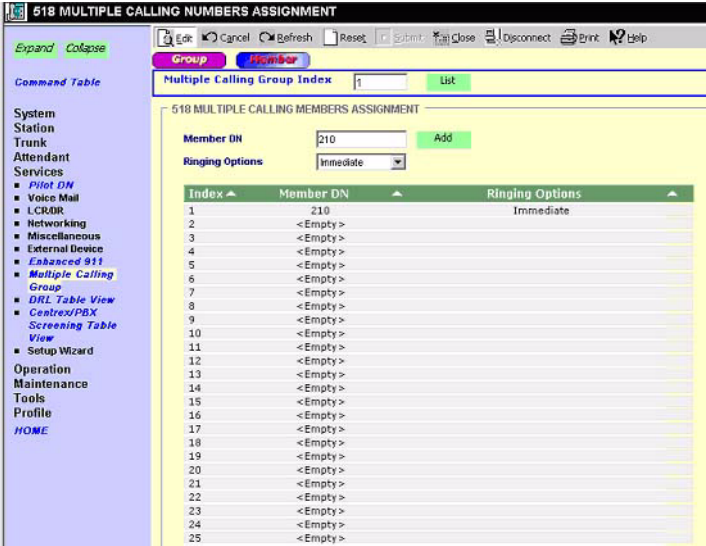 518 MULTIPLE CALLING NUMBERS ASSIGNMENT
Edit Cancel Refresh Reset Submit Close Disconnect Print Help
Expand Collapse
Group Member
Command Table
Multiple Calling Group Index 1 List
518 MULTIPLE CALLING MEMBERS ASSIGNMENT
System
Station
Trunk
Attendant
Services
Pilot DN
Voice Mail
LCR/DR
Networking
Miscellaneous
External Device
Enhanced 911
Multiple Calling
Group
DRL Table View
Centrex/PBX
Screening Table
View
Setup Wizard
Operation
Maintenance
Tools
Profile
HOME
Member DN 210 Add
Ringing Options Immediate
Index Member DN Ringing Options
1 210 Immediate
2 <Empty>
3 <Empty>
4 <Empty>
5 <Empty>
6 <Empty>
7 <Empty>
8 <Empty>
9 <Empty>
10 <Empty>
11 <Empty>
12 <Empty>
13 <Empty>
14 <Empty>
15 <Empty>
16 <Empty>
17 <Empty>
18 <Empty>
19 <Empty>
20 <Empty>
21 <Empty>
22 <Empty>
23 <Empty>
24 <Empty>
25 <Empty>